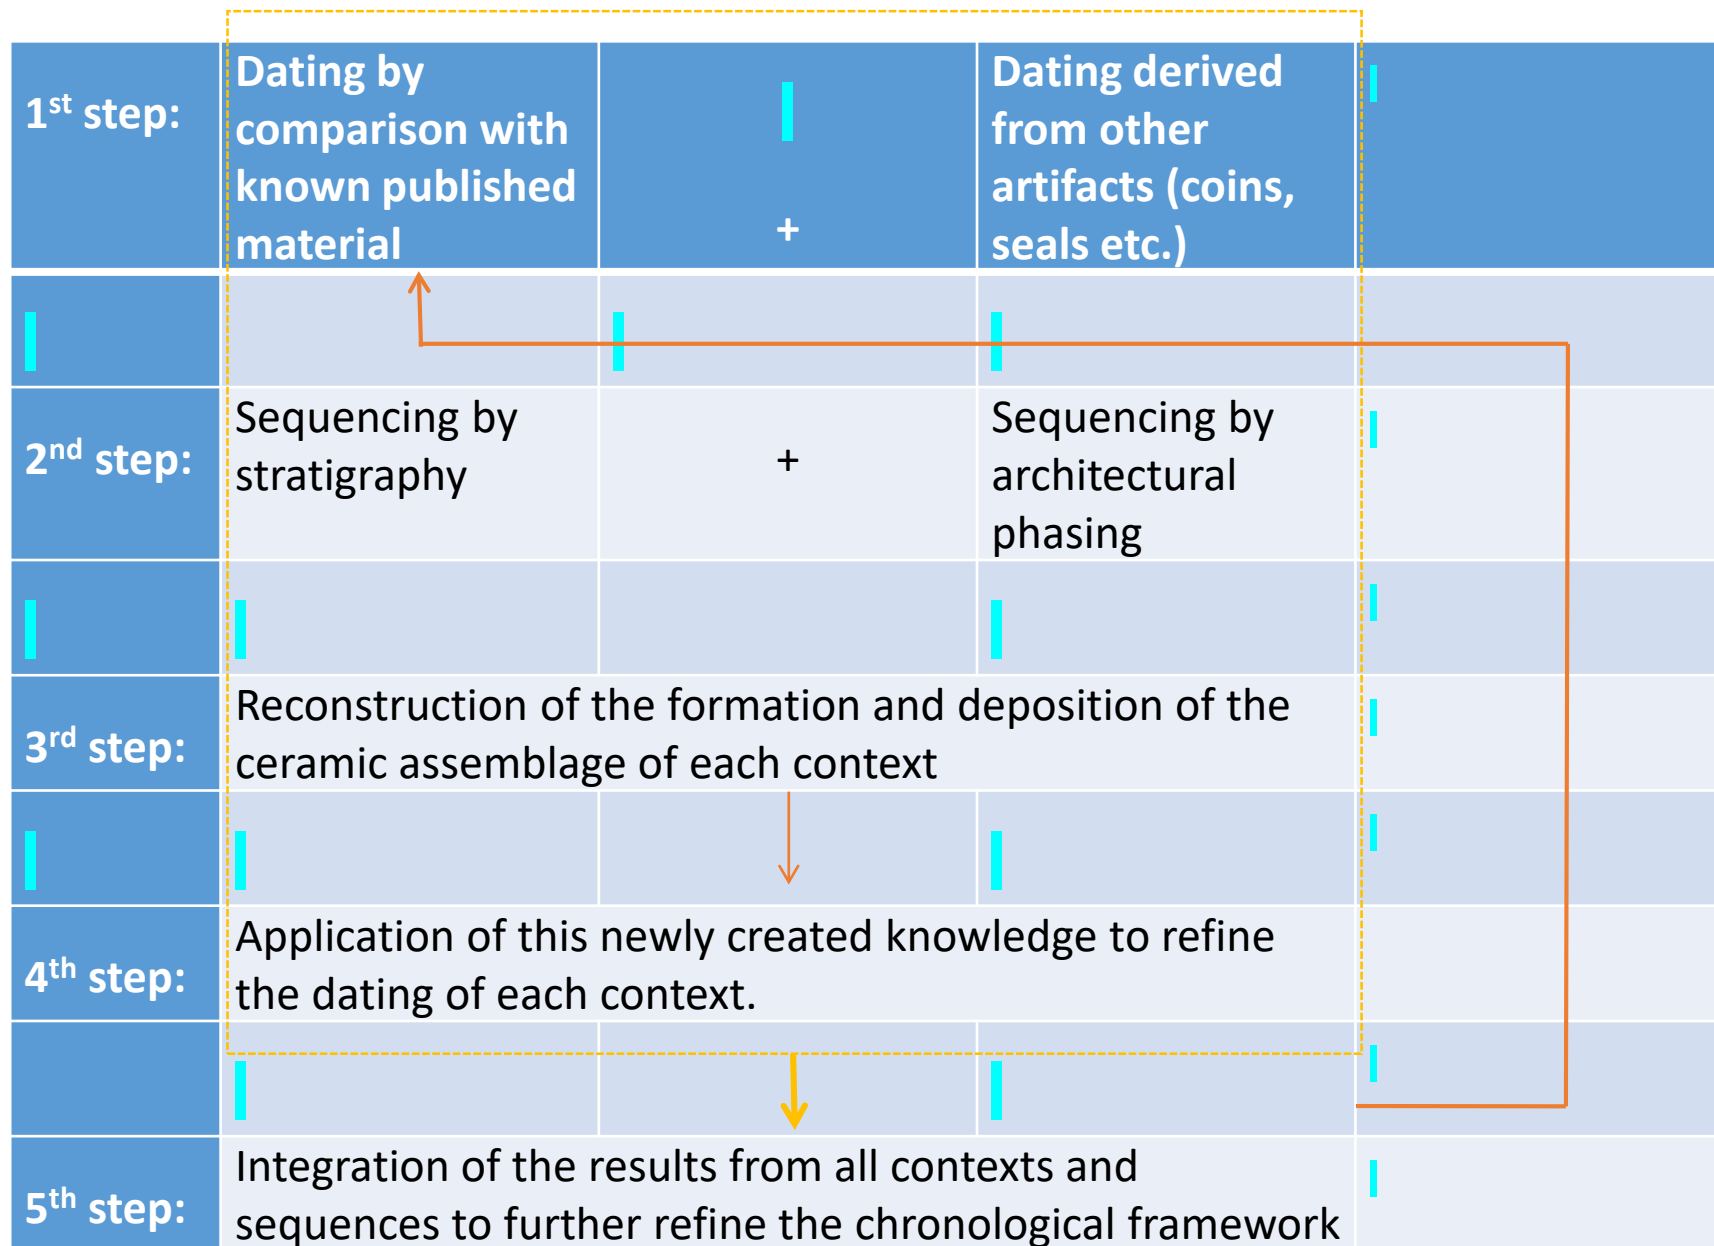 1st step:
Dating by
comparison with
known published
material
+
Dating derived
from other
artifacts (coins,
seals etc.)
2nd step:
Sequencing by
stratigraphy
+
Sequencing by
architectural
phasing
3rd step:
Reconstruction of the formation and deposition of the
ceramic assemblage of each context
4th step:
Application of this newly created knowledge to refine
the dating of each context.
5th step:
Integration of the results from all contexts and
sequences to further refine the chronological framework